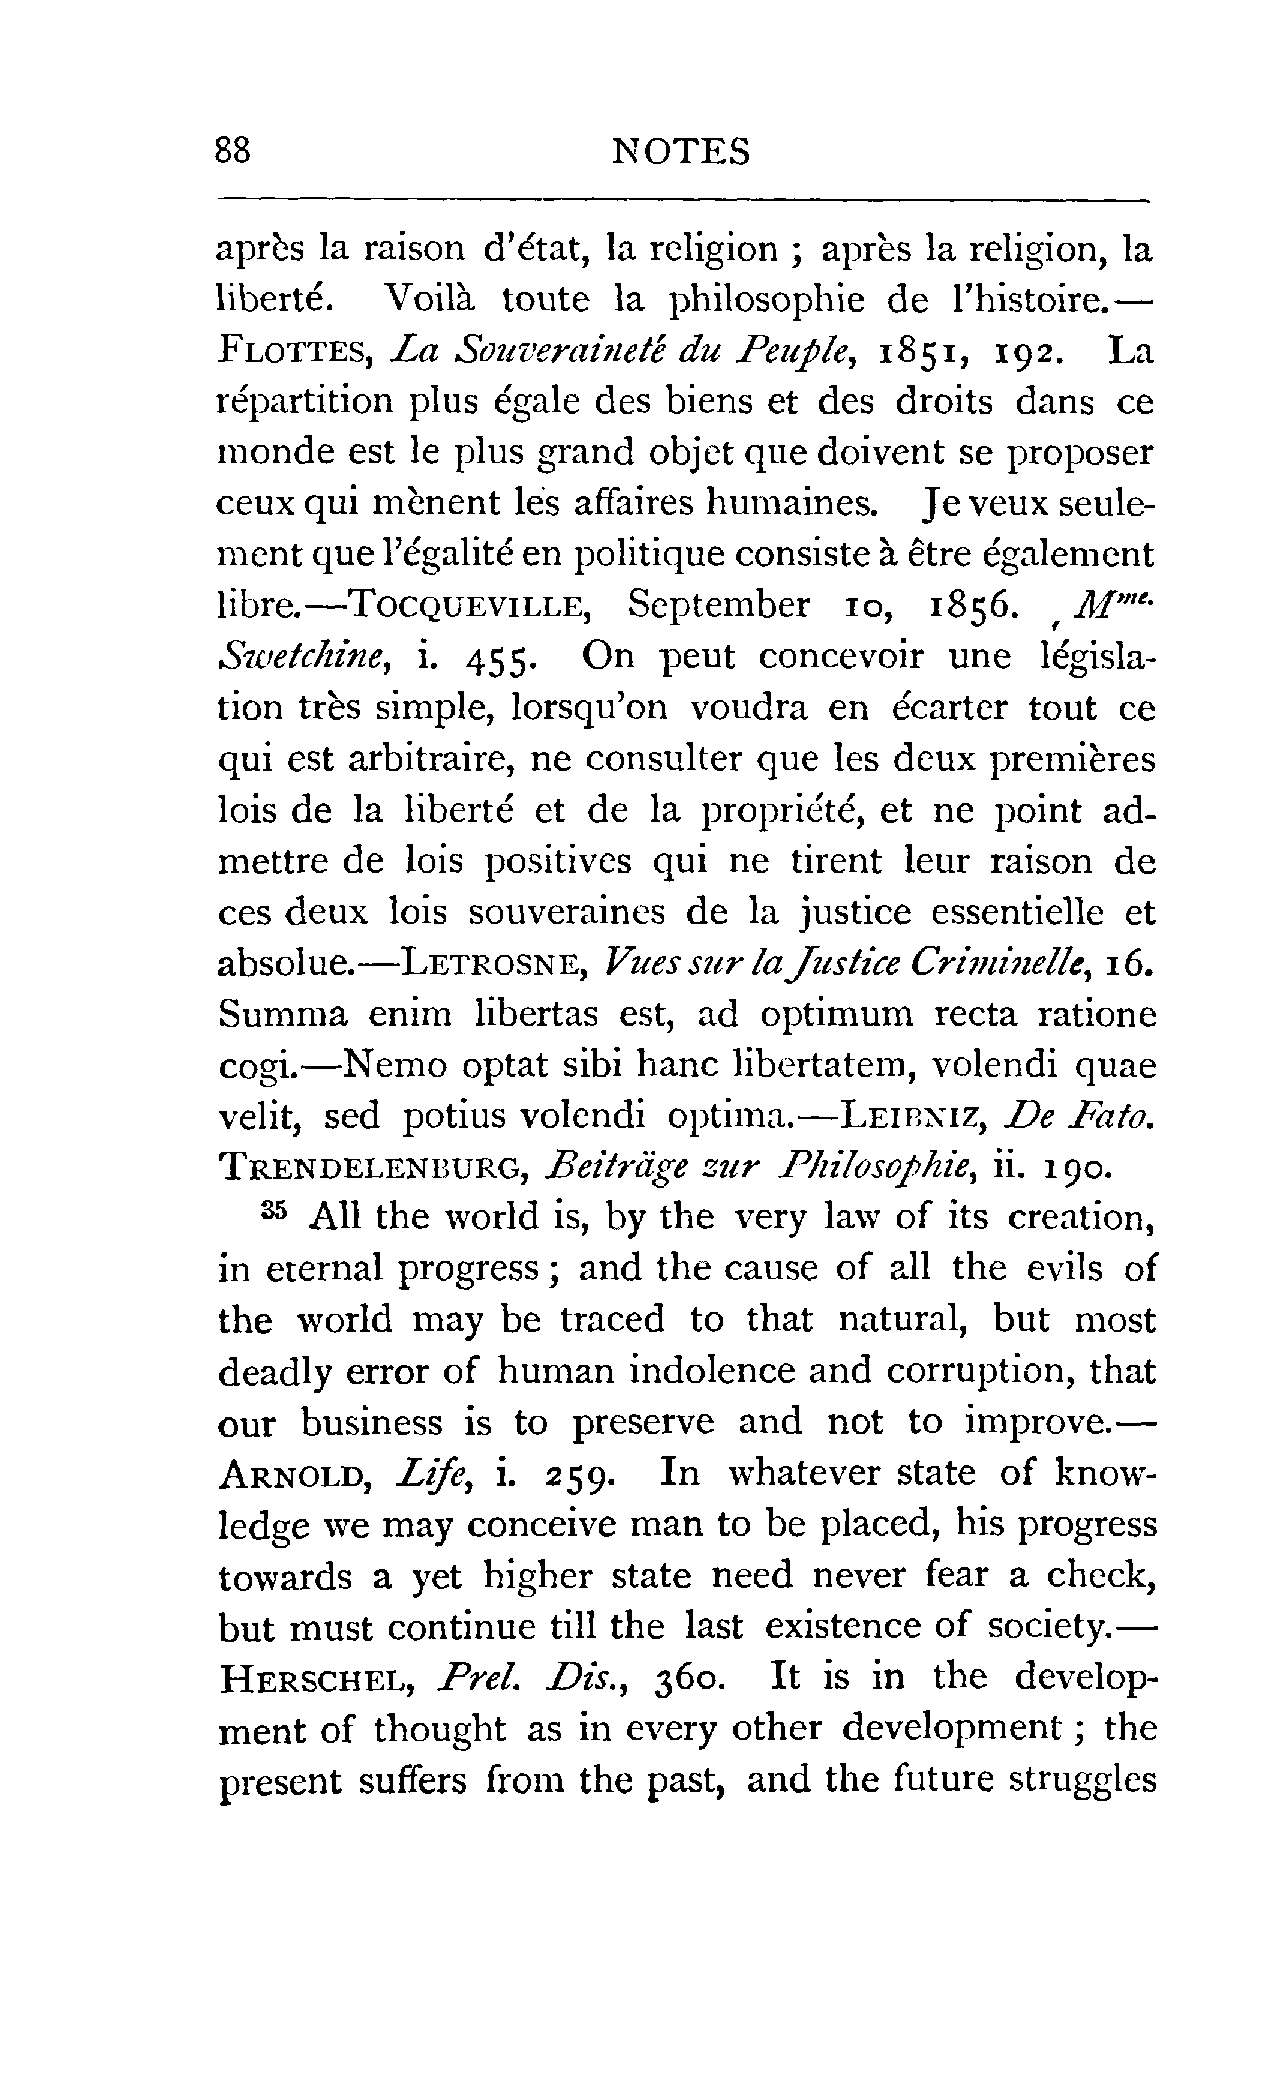 88 NOTES
après la raison d'état, la religion ; après la religion, la
liberté. Voilà toute la philosophie de l'histoire.—
FLOTTES, La Souveraineté du Peuple, 1851, 192. La
répartition plus égale des biens et des droits dans ce
monde est le plus grand objet que doivent se proposer
ceux qui mènent les affaires humaines. Je veux seule-
ment que l'égalité en politique consiste à être également
libre.—TOCQUEVILLE, September 10, 1856. Mme.
Swetchine, i. 455. On peut concevoir une législa-
tion très simple, lorsqu'on voudra en écarter tout ce
qui est arbitraire, ne consulter que les deux premières
lois de la liberté et de la propriété, et ne point ad-
mettre de lois positives qui ne tirent leur raison de
ces deux lois souveraines de la justice essentielle et
absolue.—LETROSNE, Vues sur la Justice Criminelle, 16.
Summa enim libertas est, ad optimum recta ratione
cogi.—Nemo optat sibi hanc libertatem, volendi quae
velit, sed potius volendi optima.—LEIBNIZ, De Fato.
TRENDELENBURG, Beiträge zur Philosophie, ii. 190.
35 All the world is, by the very law of its creation,
in eternal progress ; and the cause of all the evils of
the world may be traced to that natural, but most
deadly error of human indolence and corruption, that
our business is to preserve and not to improve.—
ARNOLD, Life, i. 259. In whatever state of know-
ledge we may conceive man to be placed, his progress
towards a yet higher state need never fear a check,
but must continue till the last existence of society.—
HERSCHEL, Prel. Dis., 360. It is in the develop-
ment of thought as in every other development ; the
present suffers from the past, and the future struggles